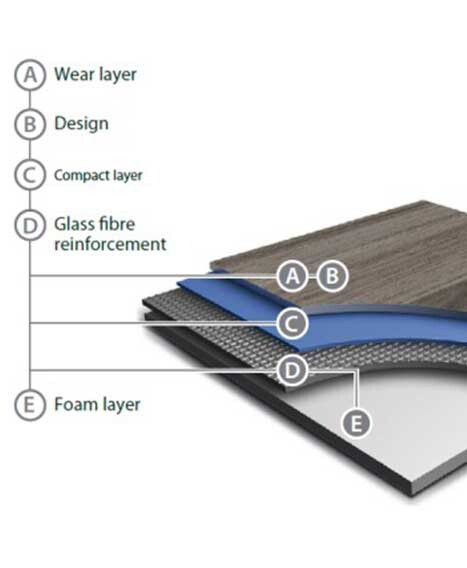 A Wear layer
B Design
C Compact layer
D Glass fibre
reinforcement
A B
C
D
E
E Foam layer